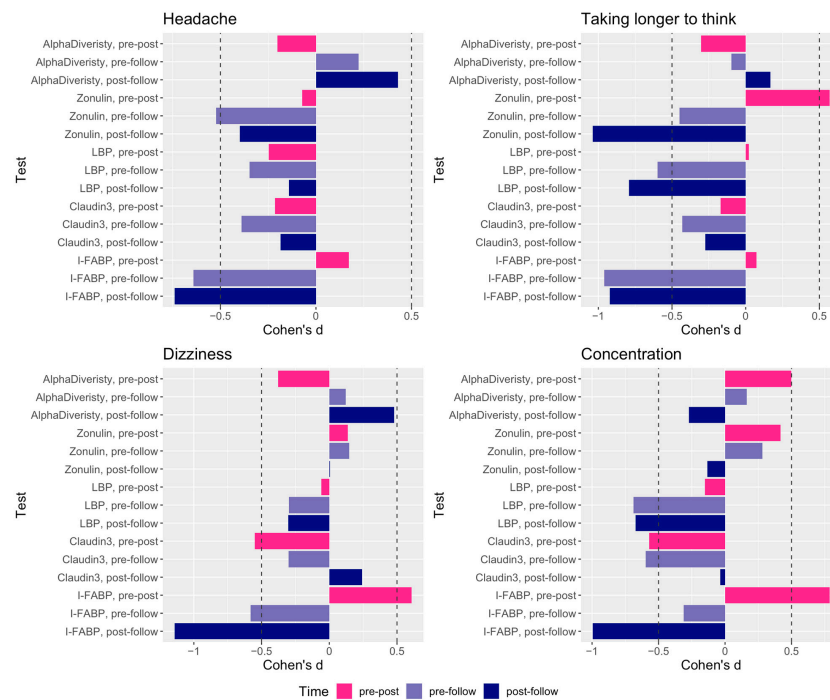 Headache
AlphaDiveristy, pre-post
AlphaDiveristy, pre-follow
AlphaDiveristy, post-follow
Zonulin, pre-post
Zonulin, pre-follow
Zonulin, post-follow
LBP, pre-post
LBP, pre-follow
LBP, post-follow
Claudin3, pre-post
Claudin3, pre-follow
Claudin3, post-follow
I-FABP, pre-post
I-FABP, pre-follow
I-FABP, post-follow
Test
−0.5 0 0.5
Cohen's d
Taking longer to think
AlphaDiveristy, pre-post
AlphaDiveristy, pre-follow
AlphaDiveristy, post-follow
Zonulin, pre-post
Zonulin, pre-follow
Zonulin, post-follow
LBP, pre-post
LBP, pre-follow
LBP, post-follow
Claudin3, pre-post
Claudin3, pre-follow
Claudin3, post-follow
I-FABP, pre-post
I-FABP, pre-follow
I-FABP, post-follow
Test
−1 −0.5 0 0.5
Cohen's d
Dizziness
AlphaDiveristy, pre-post
AlphaDiveristy, pre-follow
AlphaDiveristy, post-follow
Zonulin, pre-post
Zonulin, pre-follow
Zonulin, post-follow
LBP, pre-post
LBP, pre-follow
LBP, post-follow
Claudin3, pre-post
Claudin3, pre-follow
Claudin3, post-follow
I-FABP, pre-post
I-FABP, pre-follow
I-FABP, post-follow
Test
−1 −0.5 0 0.5
Cohen's d
Concentration
AlphaDiveristy, pre-post
AlphaDiveristy, pre-follow
AlphaDiveristy, post-follow
Zonulin, pre-post
Zonulin, pre-follow
Zonulin, post-follow
LBP, pre-post
LBP, pre-follow
LBP, post-follow
Claudin3, pre-post
Claudin3, pre-follow
Claudin3, post-follow
I-FABP, pre-post
I-FABP, pre-follow
I-FABP, post-follow
Test
−1 −0.5 0 0.5
Cohen's d
Time pre-post pre-follow post-follow